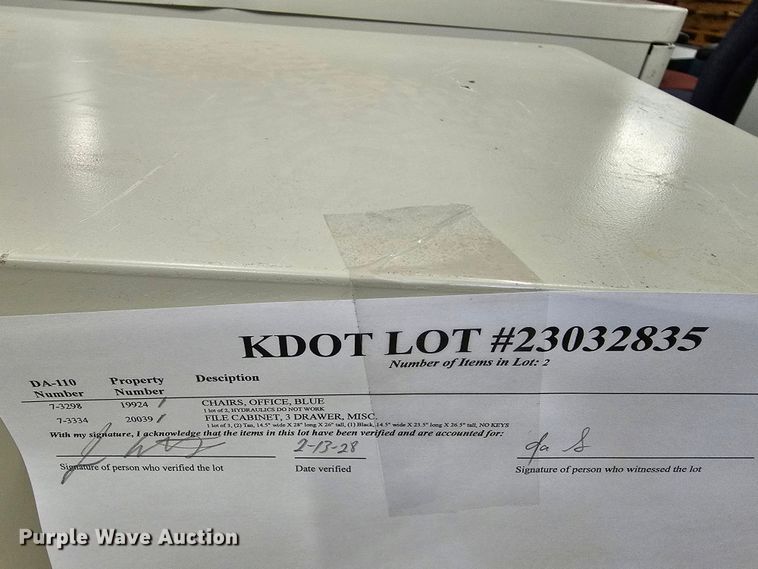 KDOT LOT #23032835
Number of Items in Lot: 2
DA-110 Number Property Number Desciption
7-3298 19924 CHAIRS, OFFICE, BLUE
1 lot of 2, HYDRAULICS DO NOT WORK
7-3334 20039 FILE CABINET, 3 DRAWER, MISC.
1 lot of 3, (2) Tan, 14.5" wide X 28" long X 26" tall, (1) Black, 14.5" wide X 23.5" long X 26.5" tall, NO KEYS
With my signature, I acknowledge that the items in this lot have been verified and are accounted for:
2-13-28
Signature of person who verified the lot Date verified Signature of person who witnessed the lot
Purple Wave Auction